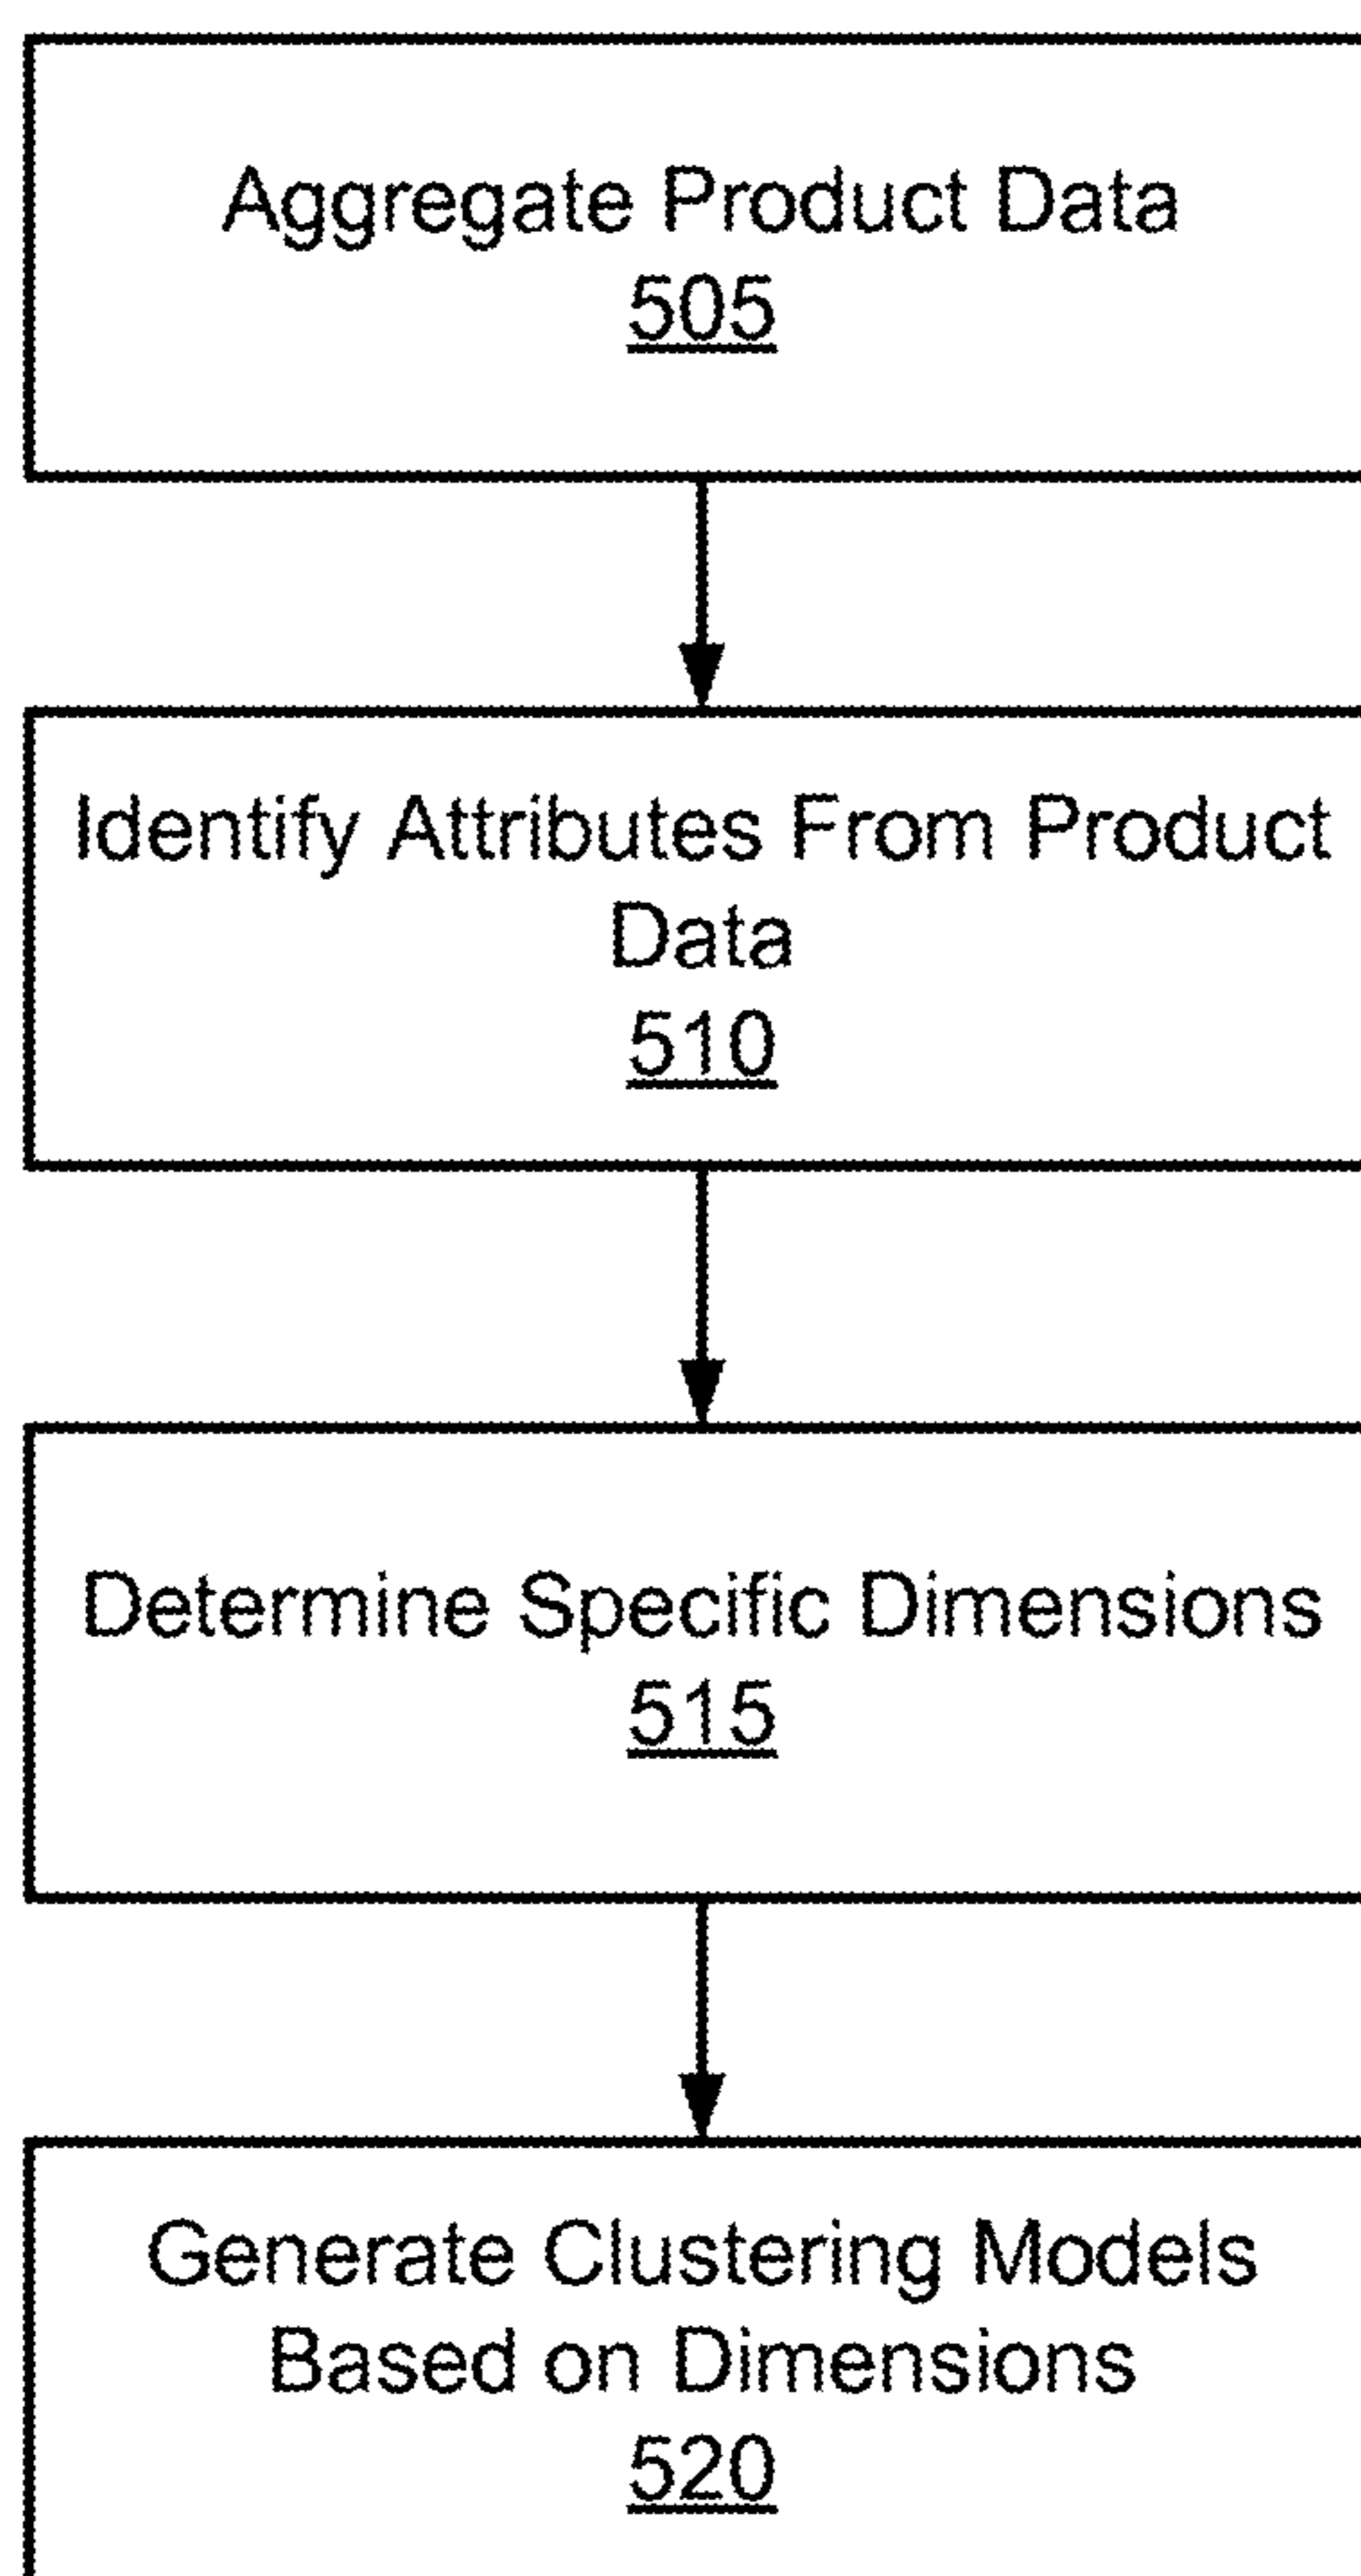 Aggregate Product Data
505
Identify Attributes From Product
Data
510
Determine Specific Dimensions
515
Generate Clustering Models
Based on Dimensions
520